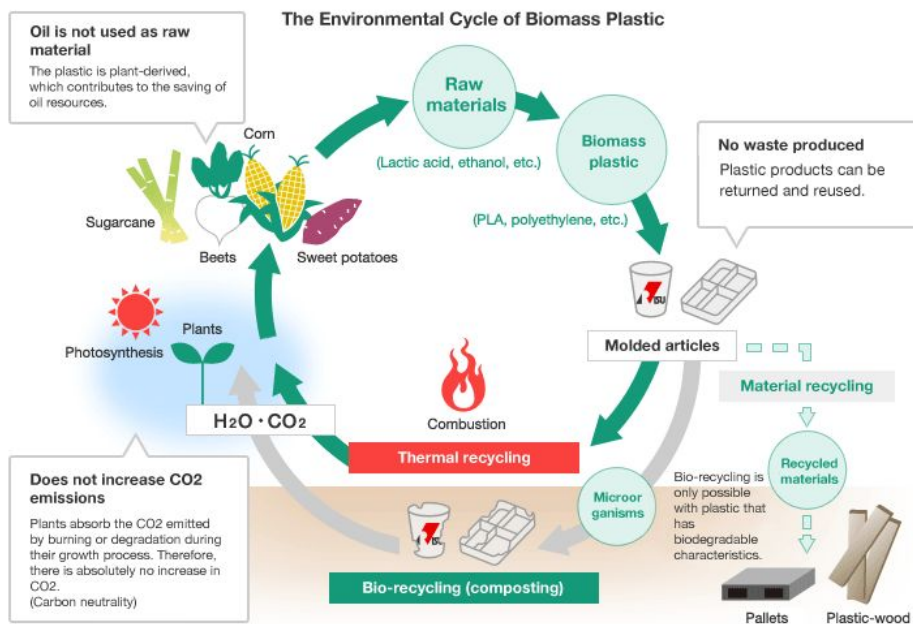 The Environmental Cycle of Biomass Plastic
Oil is not used as raw
material
The plastic is plant-derived,
which contributes to the saving of
oil resources.
Corn
Sugarcane
Beets
Sweet potatoes
Raw
materials
(Lactic acid, ethanol, etc.)
Biomass
plastic
(PLA, polyethylene, etc.)
No waste produced
Plastic products can be
returned and reused.
Photosynthesis
Plants
H2O・CO2
Combustion
Thermal recycling
Molded articles
Material recycling
Recycled
materials
Does not increase CO2
emissions
Plants absorb the CO2 emitted
by burning or degradation during
their growth process. Therefore,
there is absolutely no increase in
CO2.
(Carbon neutrality)
Microor
ganisms
Bio-recycling is
only possible
with plastic that
has
biodegradable
characteristics.
Bio-recycling (composting)
Pallets
Plastic-wood